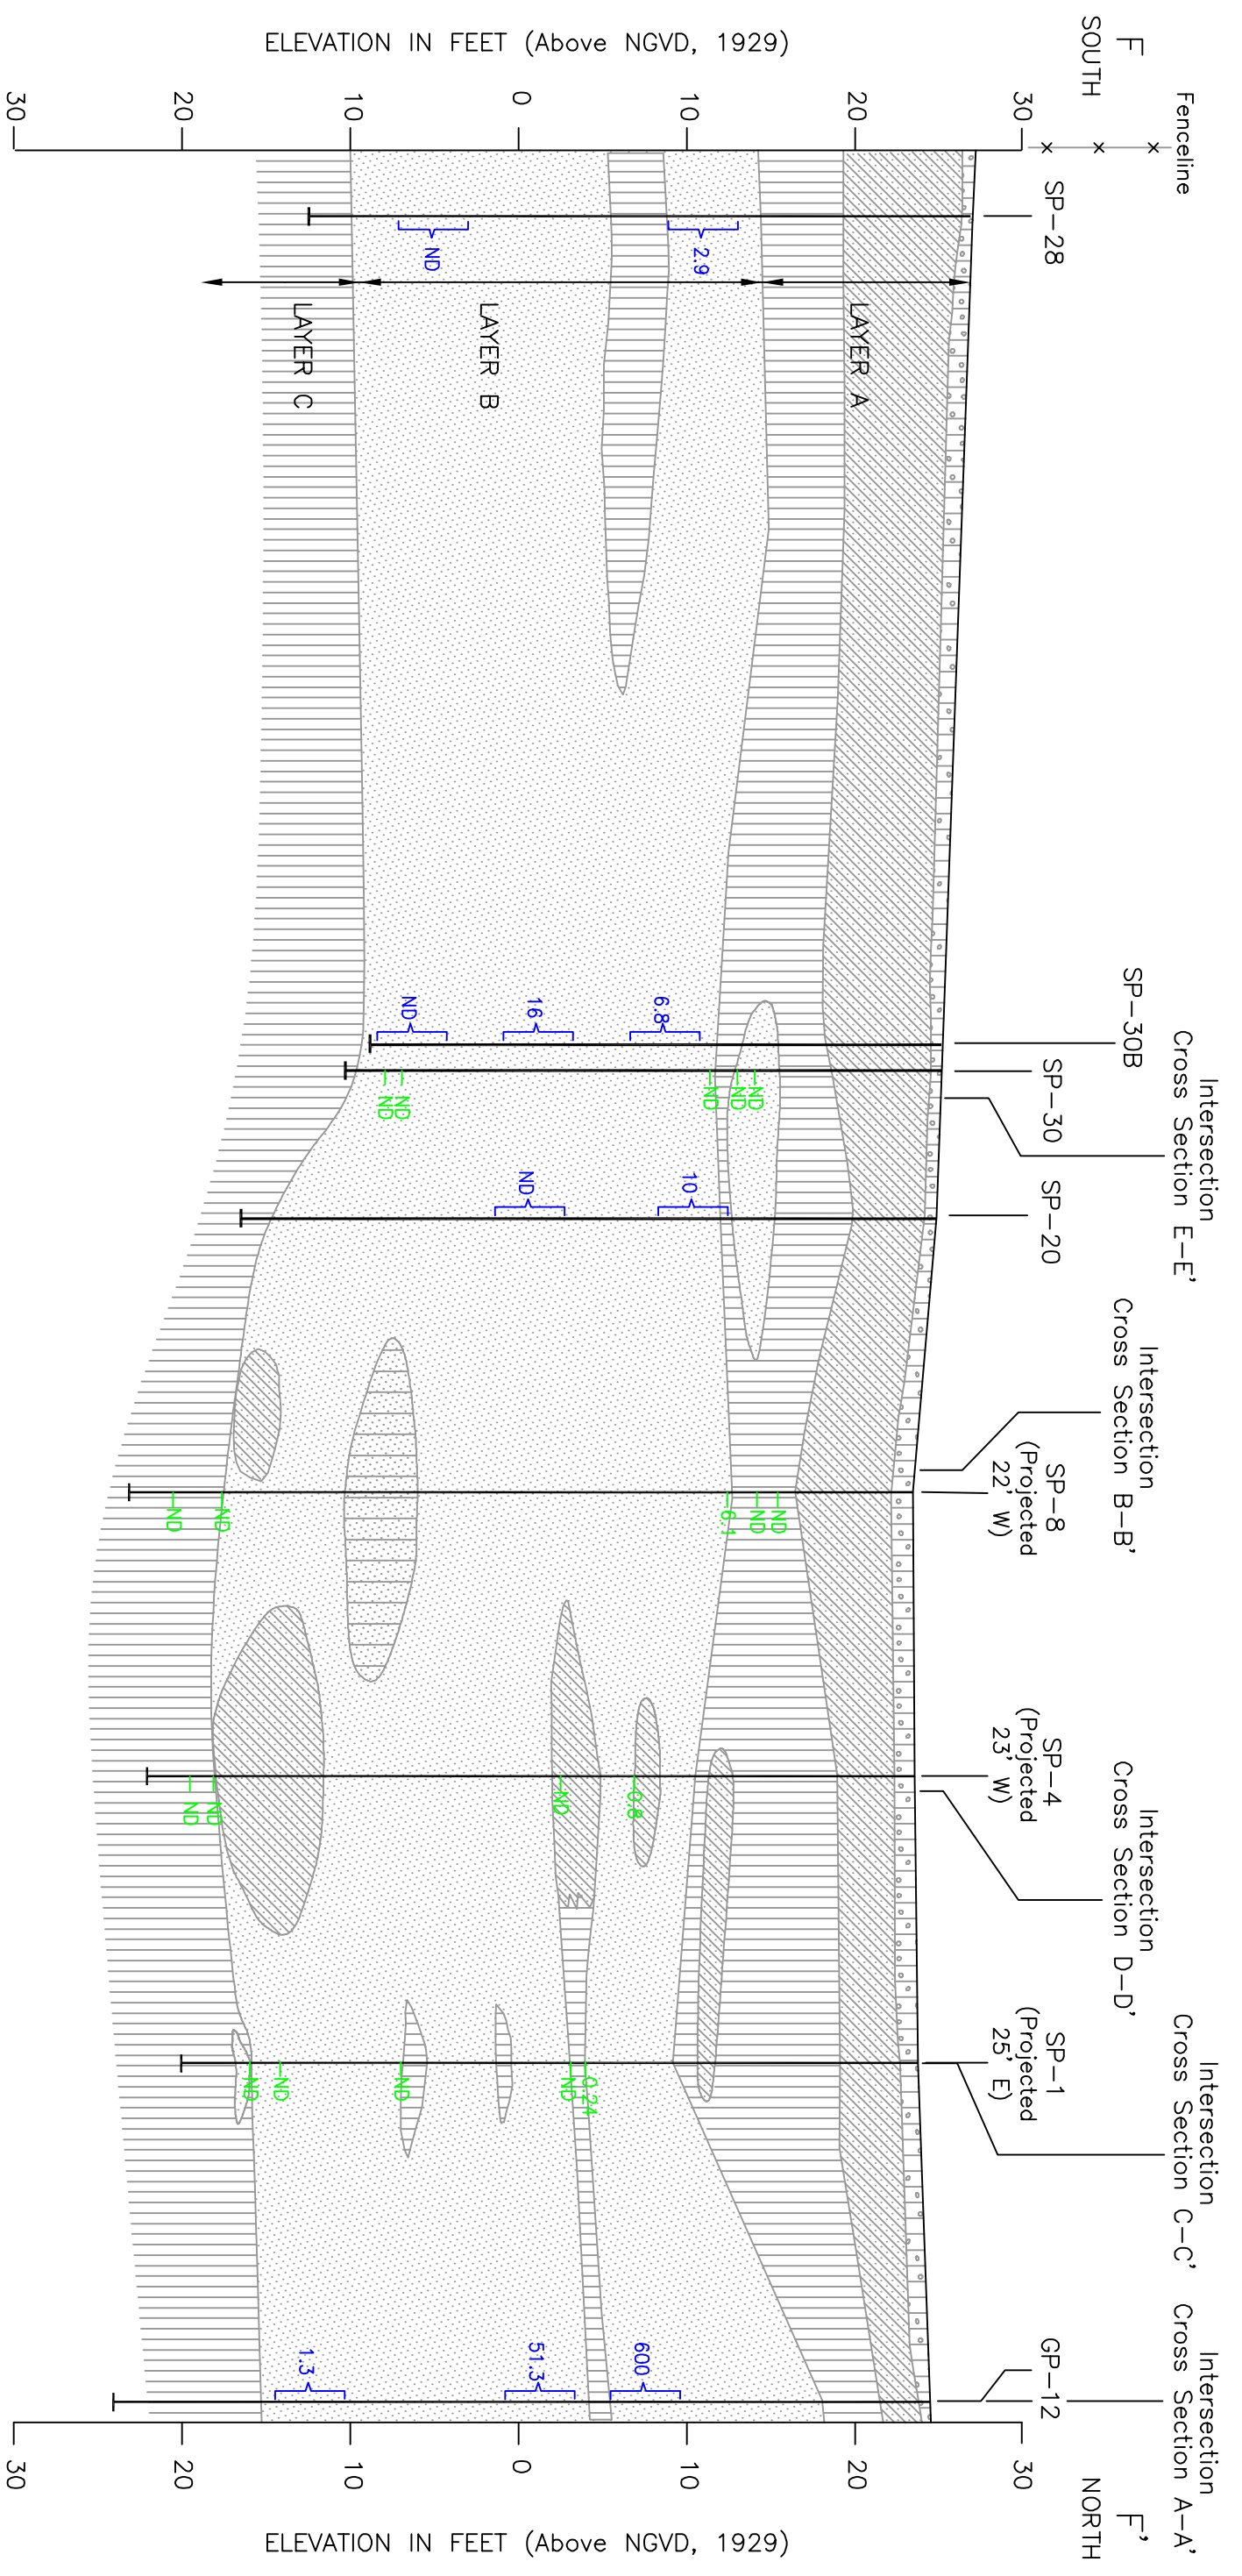 F
SOUTH
Fenceline
SP-28
SP-30B
Intersection
Cross Section E-E'
SP-30
SP-20
Intersection
Cross Section B-B'
SP-8
(Projected
22' W)
SP-4
(Projected
23' W)
Intersection
Cross Section D-D'
SP-1
(Projected
25' E)
Intersection
Cross Section C-C'
GP-12
Intersection
Cross Section A-A'
F'
NORTH
ELEVATION IN FEET (Above NGVD, 1929)
30
20
10
0
10
20
30
2.9
ND
LAYER A
LAYER B
LAYER C
6.8
16
ND
ND
ND
ND
ND
ND
10
ND
ND
ND
6.1
ND
ND
0.8
ND
ND
ND
0.24
ND
ND
ND
ND
600
51.3
1.3
30
20
10
0
10
20
30
ELEVATION IN FEET (Above NGVD, 1929)